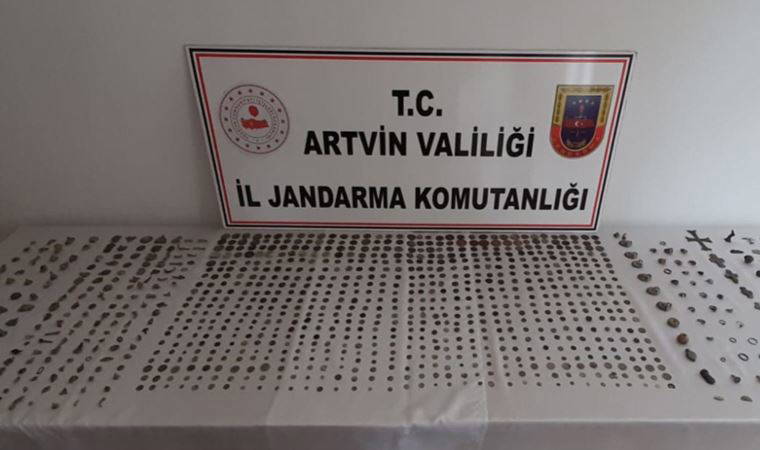 T.C.
ARTVİN VALİLİĞİ
İL JANDARMA KOMUTANLIĞI